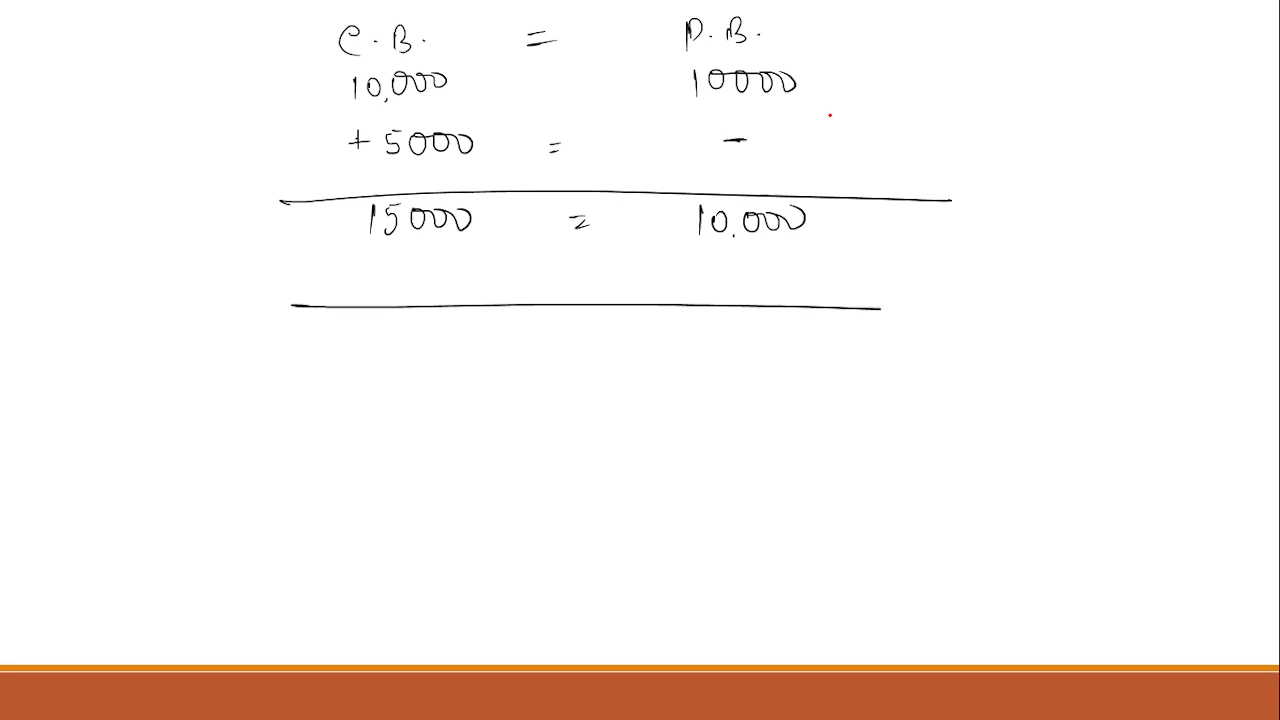 C.B. = P.B.
10,000 10000
+ 5000 = -
15000 = 10,000